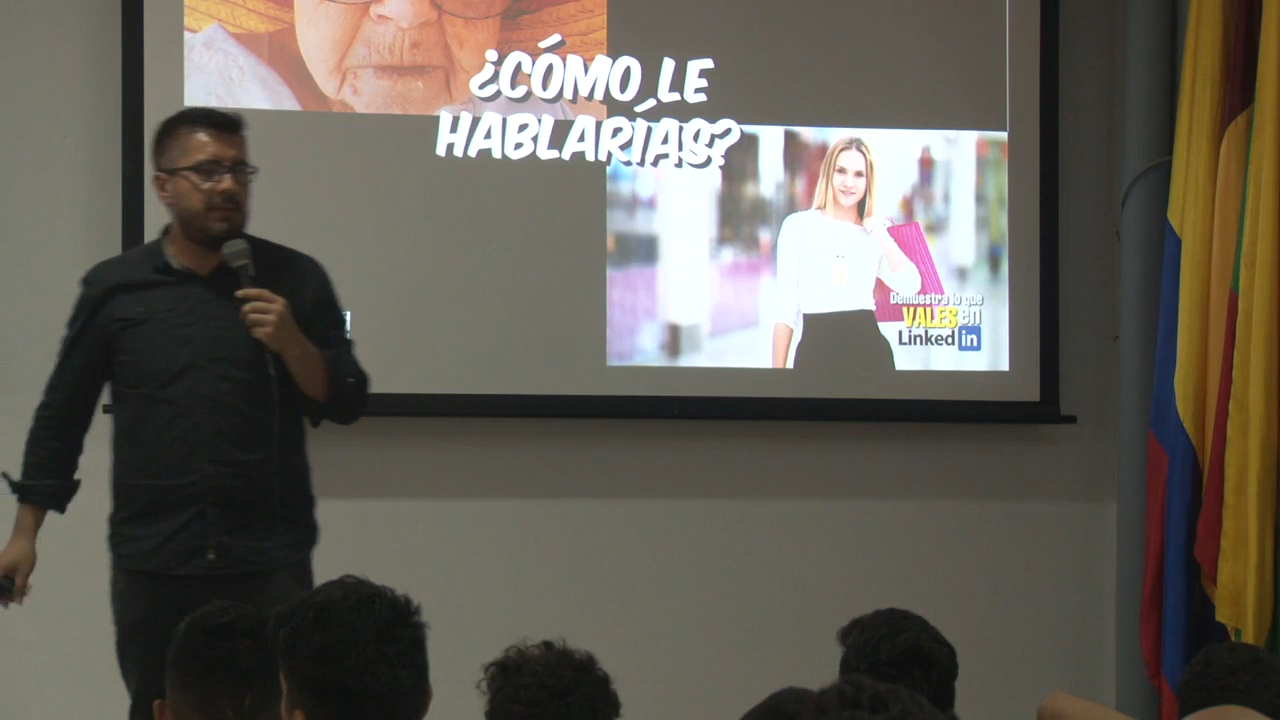 ¿CÓMO LE
HABLARÍAS?
Demuestra lo que
VALES en
Linked in